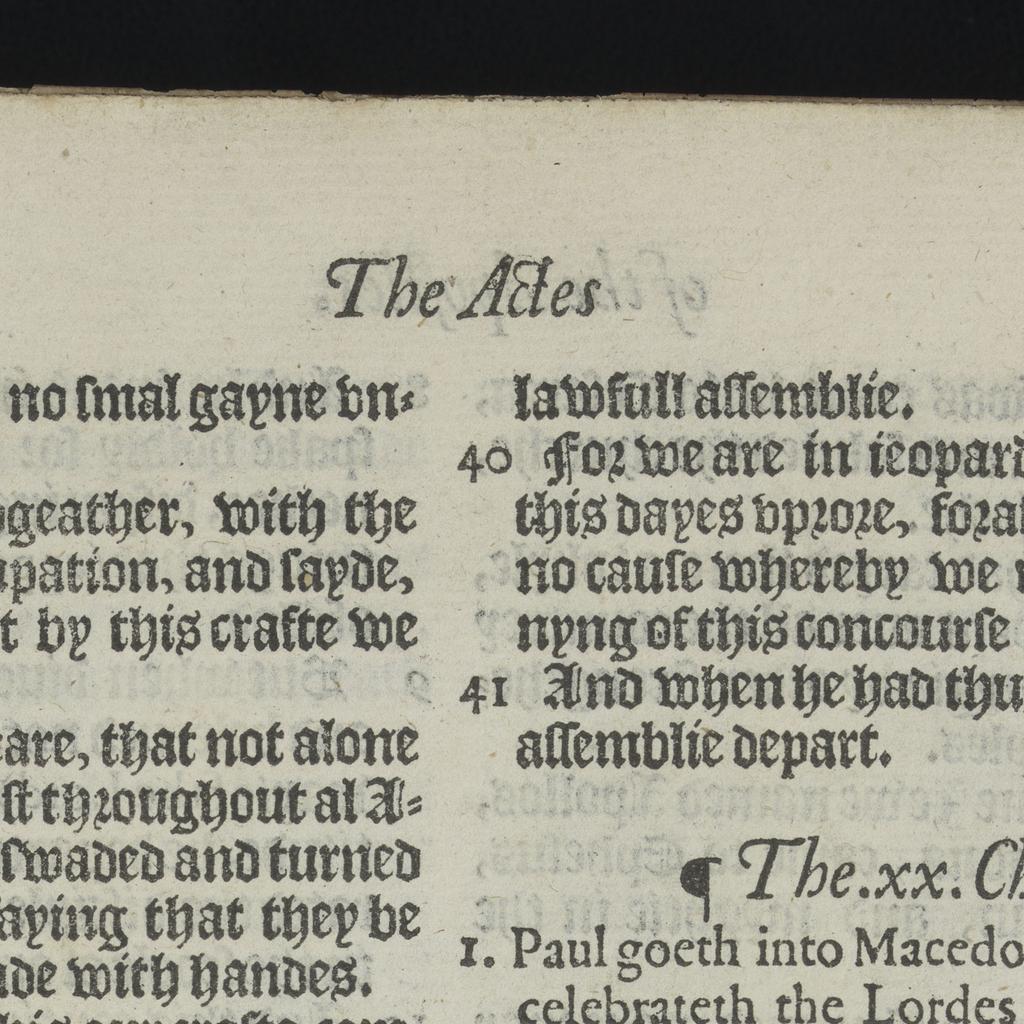 The Actes
no ſmal gayne vn-
ogeather, with the
pation, and ſayde,
t by this crafte we
care, that not alone
ſt throughout al A-
ſwaded and turned
aying that they be
de with handes.
lawfull aſſemblie.
40 For we are in ieopard
this dayes vprore, foraſ
no cauſe whereby we
nyng of this concourſe
41 And when he had thu
aſſemblie depart.
¶ The.xx. Ch
1. Paul goeth into Macedo
celebrateth the Lordes